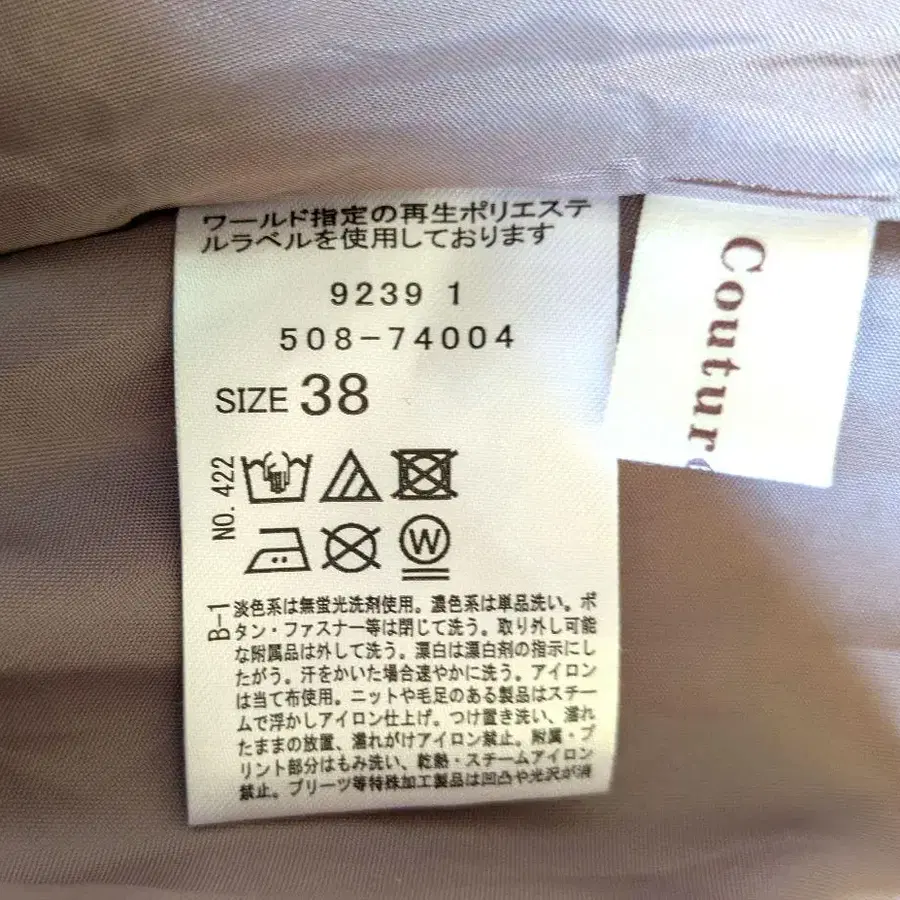 ワールド指定の再生ポリエステ
ルラベルを使用しております
9239 1
508-74004
SIZE 38
NO. 422
W
B-1
淡色系は無蛍光洗剤使用。濃色系は単品洗い。ボ
タン・ファスナー等は閉じて洗う。取り外し可能
な附属品は外して洗う。漂白は漂白剤の指示にし
たがう。汗をかいた場合速やかに洗う。アイロン
は当て布使用。ニットや毛足のある製品はスチー
ムで浮かしアイロン仕上げ。つけ置き洗い、濡れ
たままの放置、濡れがけアイロン禁止。附属・プ
リント部分はもみ洗い、乾熱・スチームアイロン
禁止。プリーツ等特殊加工製品は凹凸や光沢が消
Couture